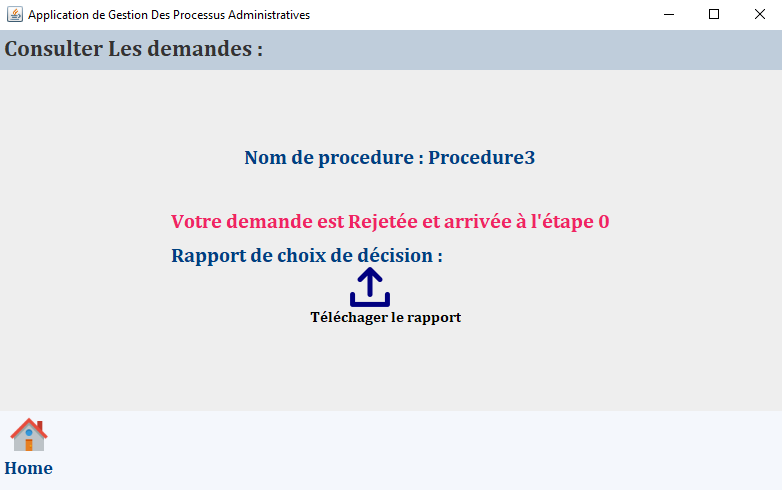 Application de Gestion Des Processus Administratives
Consulter Les demandes :
Nom de procedure : Procedure3
Votre demande est Rejetée et arrivée à l'étape 0
Rapport de choix de décision :
Téléchager le rapport
Home